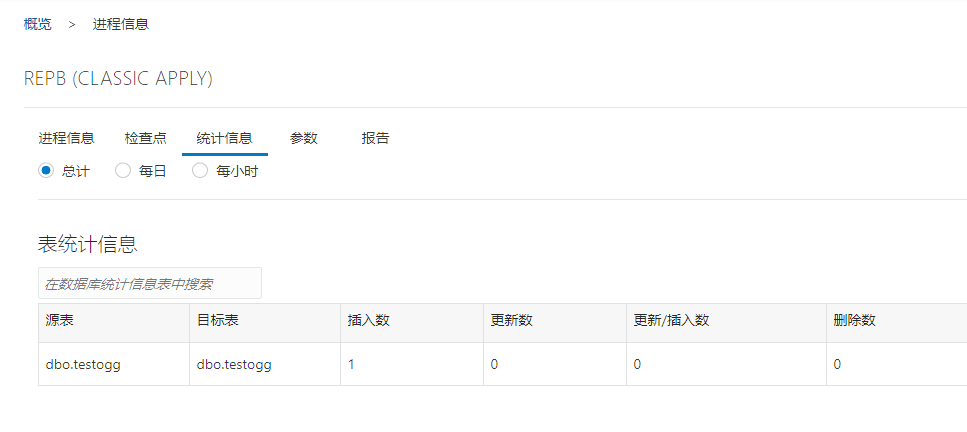 概览 > 进程信息
REPB (CLASSIC APPLY)
进程信息 检查点 统计信息 参数 报告
总计 每日 每小时
表统计信息
在数据库统计信息表中搜索
源表 目标表 插入数 更新数 更新/插入数 删除数
dbo.testogg dbo.testogg 1 0 0 0